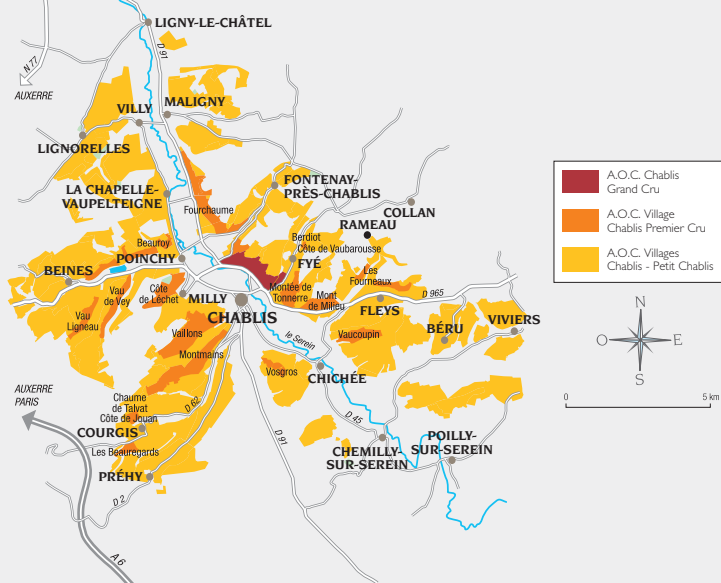 LIGNY-LE-CHÂTEL
D 91
N 77
AUXERRE
VILLY
MALIGNY
LIGNORELLES
LA CHAPELLE-
VAUPELTEIGNE
FONTENAY-
PRÈS-CHABLIS
Fourchaume
COLLAN
RAMEAU
Beauroy
POINCHY
Berdiot
Côte de Vaubarousse
FYÉ
BEINES
Vau
de Vey
Côte
de Léchet
MILLY
Montée de
Tonnerre
Mont
de Milieu
Les
Fourneaux
D 965
FLEYS
Vau
Ligneau
CHABLIS
Vaillons
Montmains
le Serein
Vaucoupin
BÉRU
VIVIERS
Vosgros
CHICHÉE
AUXERRE
PARIS
Chaume
de Talvat
Côte de Jouan
D 62
COURGIS
D 91
D 45
Les Beauregards
PRÉHY
CHEMILLY-
SUR-SEREIN
POILLY-
SUR-SEREIN
D 2
A 6
A.O.C. Chablis
Grand Cru
A.O.C. Village
Chablis Premier Cru
A.O.C. Villages
Chablis - Petit Chablis
N
O
E
S
0
5 km